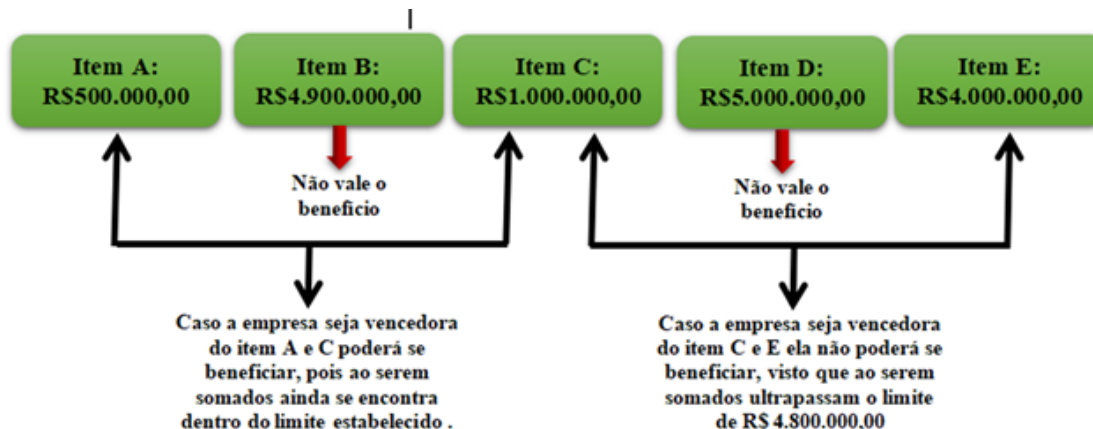 Item A:
R$500.000,00
Item B:
R$4.900.000,00
Item C:
R$1.000.000,00
Item D:
R$5.000.000,00
Item E:
R$4.000.000,00
Não vale o
beneficio
Não vale o
beneficio
Caso a empresa seja vencedora
do item A e C poderá se
beneficiar, pois ao serem
somados ainda se encontra
dentro do limite estabelecido .
Caso a empresa seja vencedora
do item C e E ela não poderá se
beneficiar, visto que ao serem
somados ultrapassam o limite
de R$ 4.800.000,00